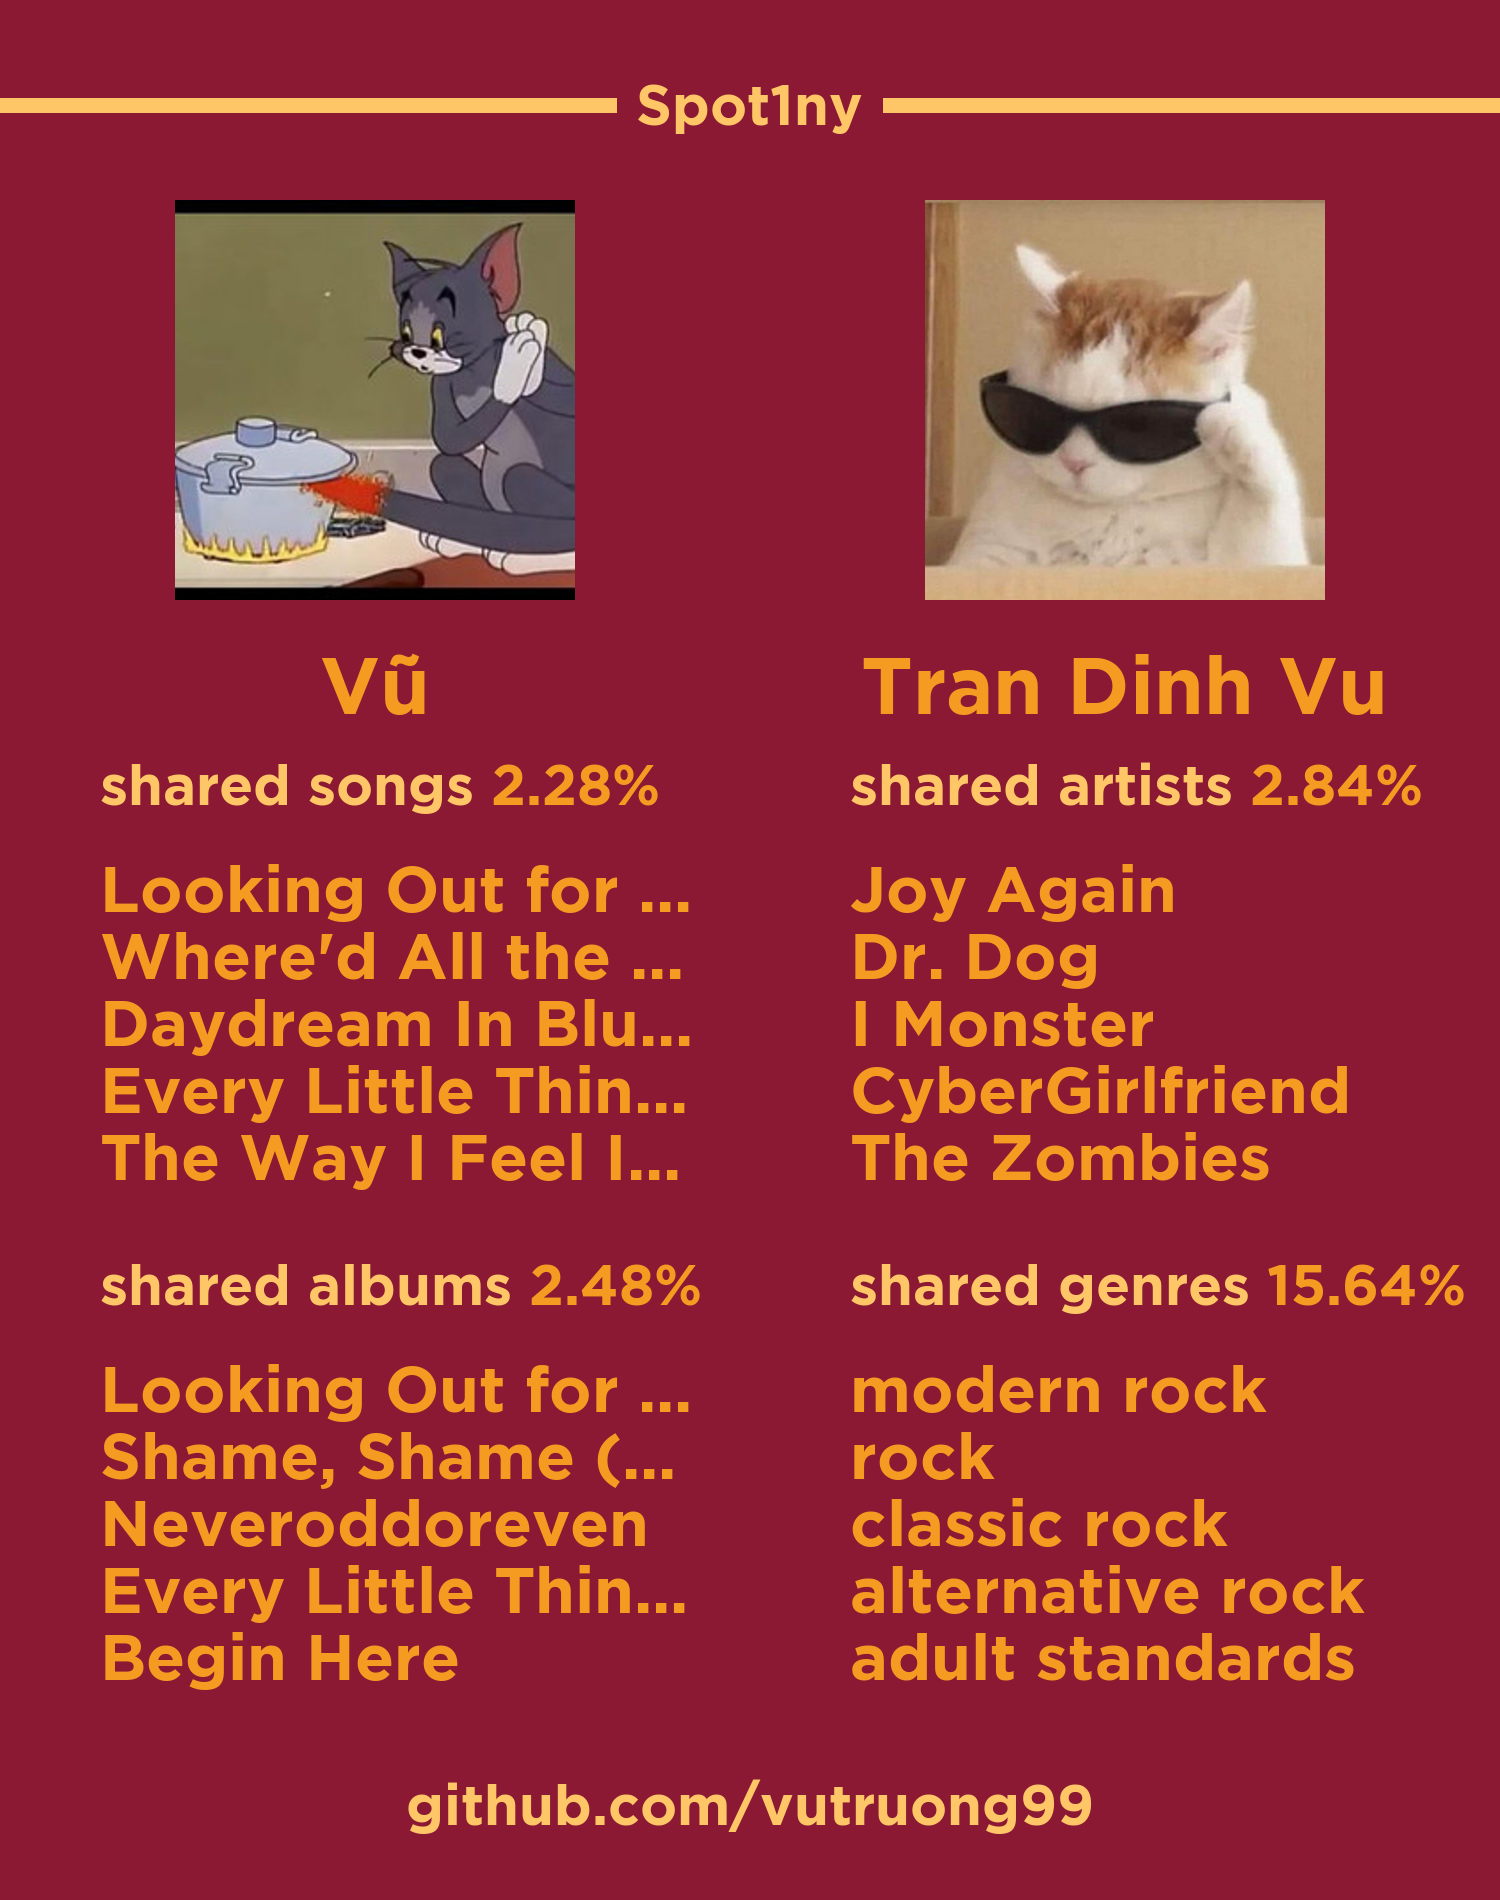 Spot1ny
Vũ
Tran Dinh Vu
shared songs 2.28%
Looking Out for ...
Where'd All the ...
Daydream In Blu...
Every Little Thin...
The Way I Feel I...
shared artists 2.84%
Joy Again
Dr. Dog
I Monster
CyberGirlfriend
The Zombies
shared albums 2.48%
Looking Out for ...
Shame, Shame (...
Neveroddoreven
Every Little Thin...
Begin Here
shared genres 15.64%
modern rock
rock
classic rock
alternative rock
adult standards
github.com/vutruong99